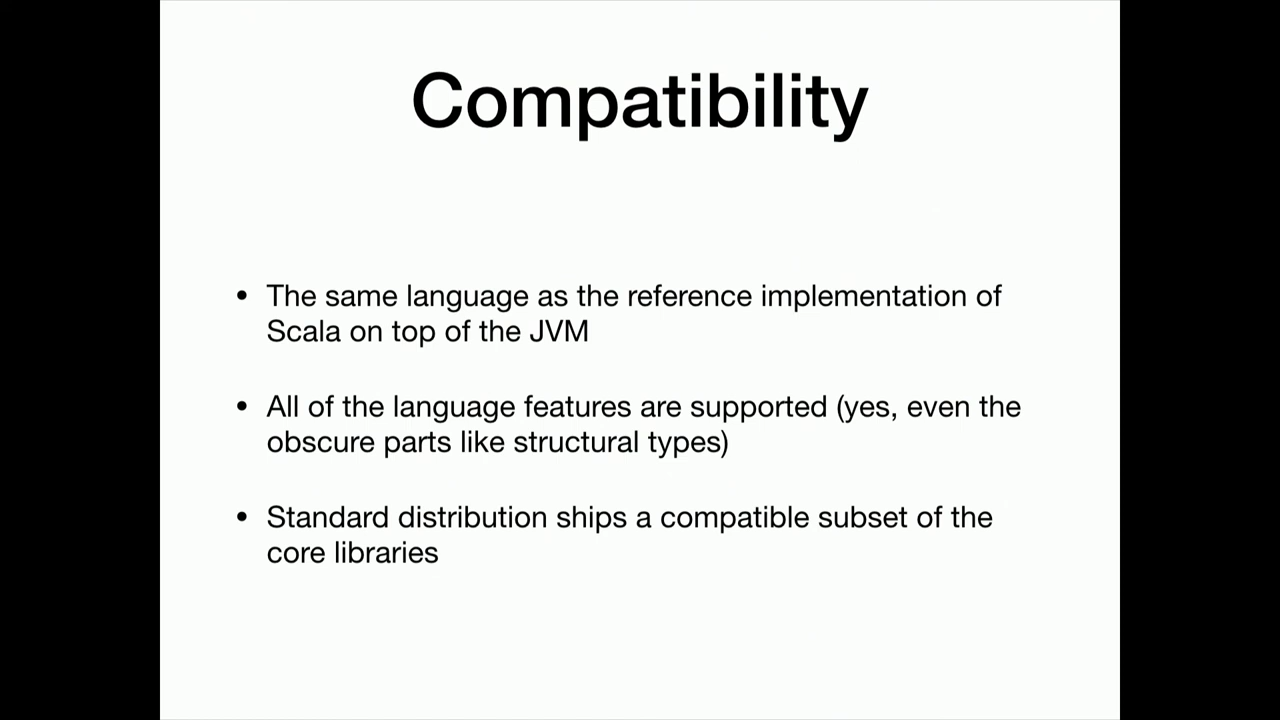 Compatibility
• The same language as the reference implementation of
Scala on top of the JVM
• All of the language features are supported (yes, even the
obscure parts like structural types)
• Standard distribution ships a compatible subset of the
core libraries